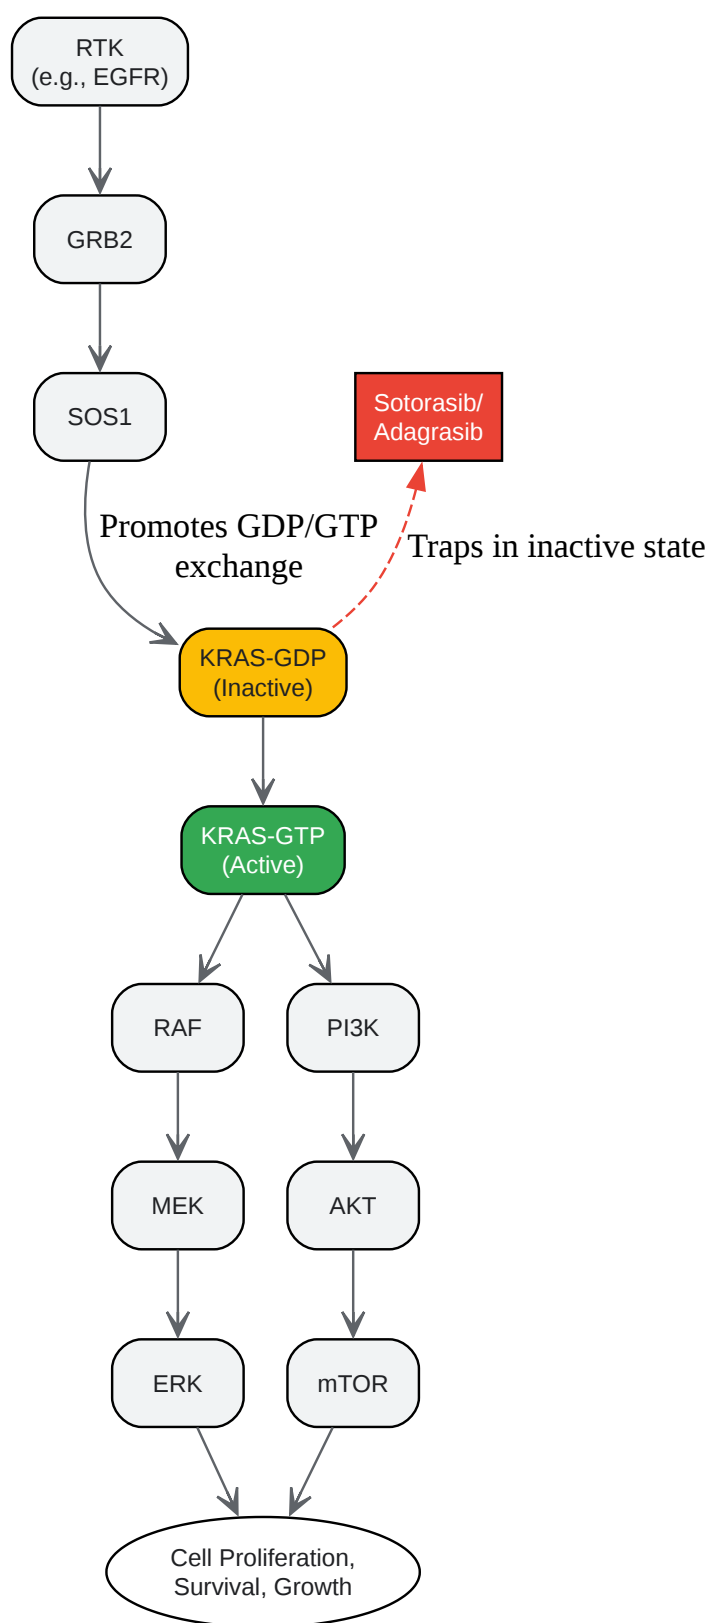 RTK
(e.g., EGFR)
GRB2
SOS1
Sotorasib/
Adagrasib
Promotes GDP/GTP
exchange
Traps in inactive state
KRAS-GDP
(Inactive)
KRAS-GTP
(Active)
RAF
PI3K
MEK
AKT
ERK
mTOR
Cell Proliferation,
Survival, Growth